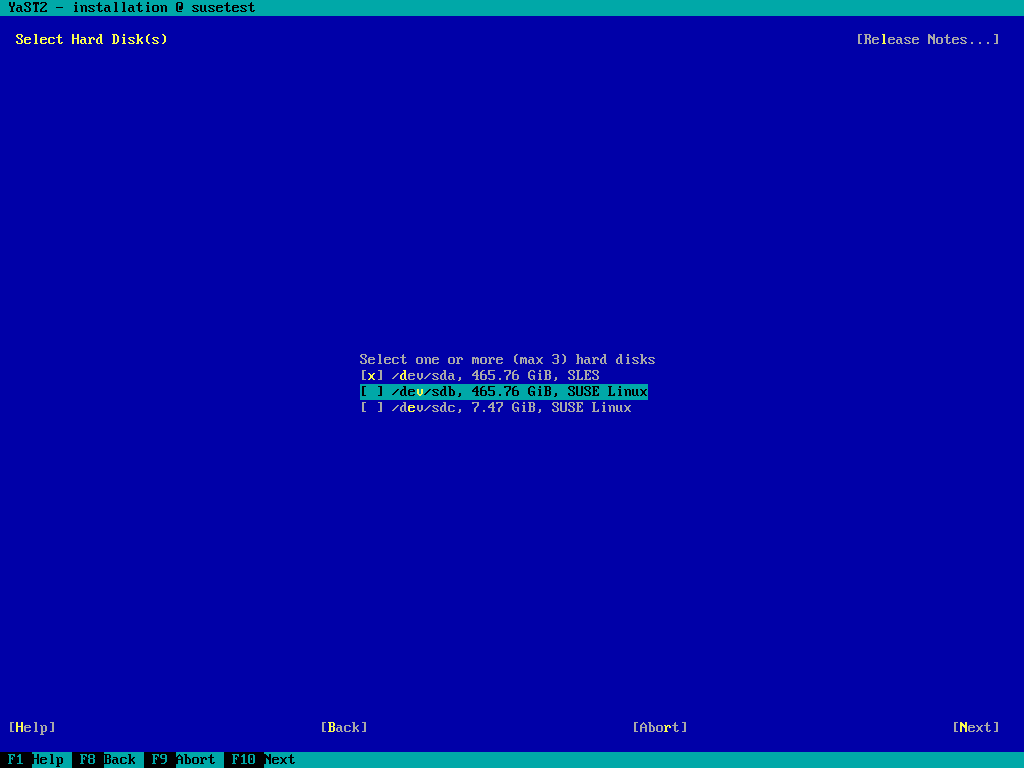 YaST2 - installation @ susetest
Select Hard Disk(s) [Release Notes...]
Select one or more (max 3) hard disks
[x] /dev/sda, 465.76 GiB, SLES
[ ] /dev/sdb, 465.76 GiB, SUSE Linux
[ ] /dev/sdc, 7.47 GiB, SUSE Linux
[Help] [Back] [Abort] [Next]
F1 Help F8 Back F9 Abort F10 Next